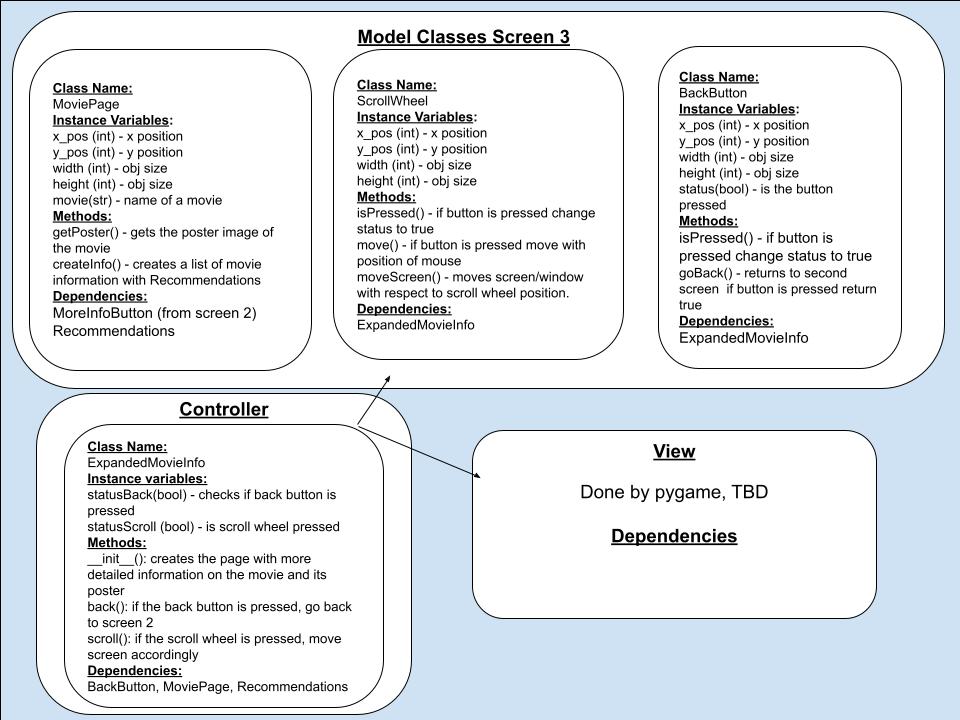 Model Classes Screen 3
Class Name:
MoviePage
Instance Variables:
x_pos (int) - x position
y_pos (int) - y position
width (int) - obj size
height (int) - obj size
movie(str) - name of a movie
Methods:
getPoster() - gets the poster image of
the movie
createInfo() - creates a list of movie
information with Recommendations
Dependencies:
MoreInfoButton (from screen 2)
Recommendations
Class Name:
ScrollWheel
Instance Variables:
x_pos (int) - x position
y_pos (int) - y position
width (int) - obj size
height (int) - obj size
Methods:
isPressed() - if button is pressed change
status to true
move() - if button is pressed move with
position of mouse
moveScreen() - moves screen/window
with respect to scroll wheel position.
Dependencies:
ExpandedMovieInfo
Class Name:
BackButton
Instance Variables:
x_pos (int) - x position
y_pos (int) - y position
width (int) - obj size
height (int) - obj size
status(bool) - is the button
pressed
Methods:
isPressed() - if button is
pressed change status to true
goBack() - returns to second
screen  if button is pressed return
true
Dependencies:
ExpandedMovieInfo
Controller
Class Name:
ExpandedMovieInfo
Instance variables:
statusBack(bool) - checks if back button is
pressed
statusScroll (bool) - is scroll wheel pressed
Methods:
__init__(): creates the page with more
detailed information on the movie and its
poster
back(): if the back button is pressed, go back
to screen 2
scroll(): if the scroll wheel is pressed, move
screen accordingly
Dependencies:
BackButton, MoviePage, Recommendations
View
Done by pygame, TBD
Dependencies